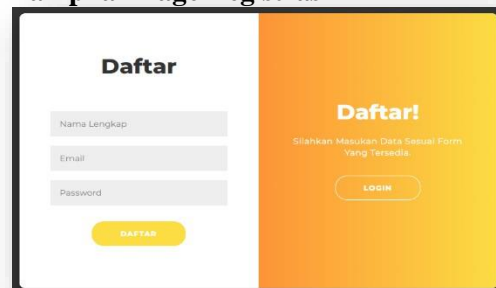 Daftar
Nama Lengkap
Email
Password
DAFTAR
Daftar!
Silahkan Masukan Data Sesuai Form
Yang Tersedia.
LOGIN